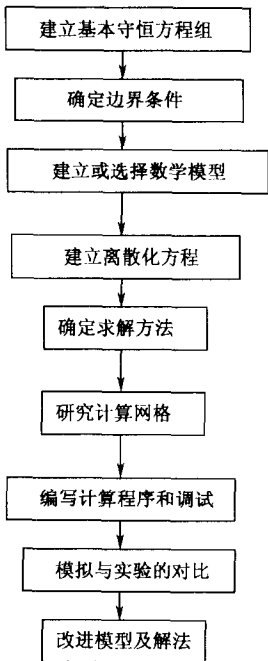 建立基本守恒方程组
确定边界条件
建立或选择数学模型
建立离散化方程
确定求解方法
研究计算网格
编写计算程序和调试
模拟与实验的对比
改进模型及解法